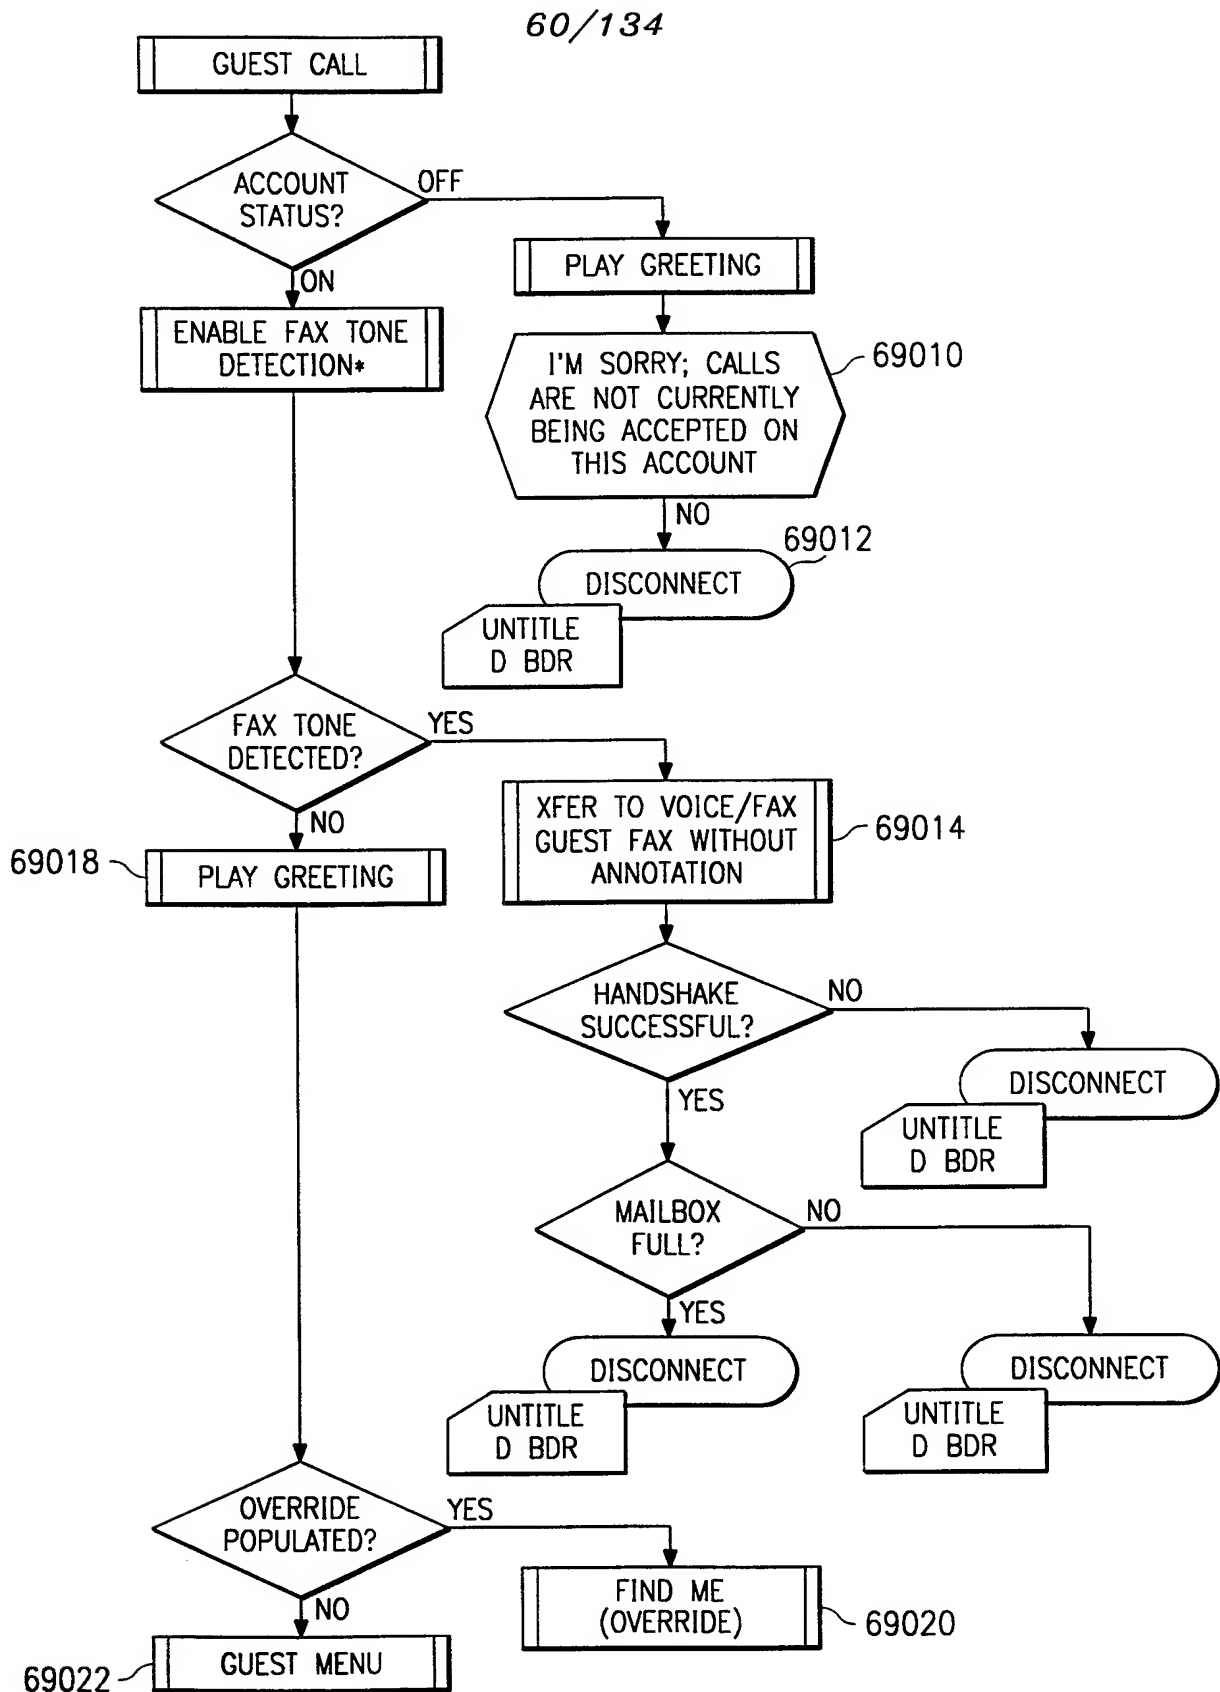 60/134
GUEST CALL
ACCOUNT
STATUS?
OFF
ON
PLAY GREETING
ENABLE FAX TONE
DETECTION*
I'M SORRY; CALLS
ARE NOT CURRENTLY
BEING ACCEPTED ON
THIS ACCOUNT
69010
NO
69012
DISCONNECT
UNTITLE
D BDR
FAX TONE
DETECTED?
YES
NO
XFER TO VOICE/FAX
GUEST FAX WITHOUT
ANNOTATION
69014
69018
PLAY GREETING
HANDSHAKE
SUCCESSFUL?
NO
YES
DISCONNECT
UNTITLE
D BDR
MAILBOX
FULL?
NO
YES
DISCONNECT
UNTITLE
D BDR
DISCONNECT
UNTITLE
D BDR
OVERRIDE
POPULATED?
YES
NO
FIND ME
(OVERRIDE)
69020
GUEST MENU
69022